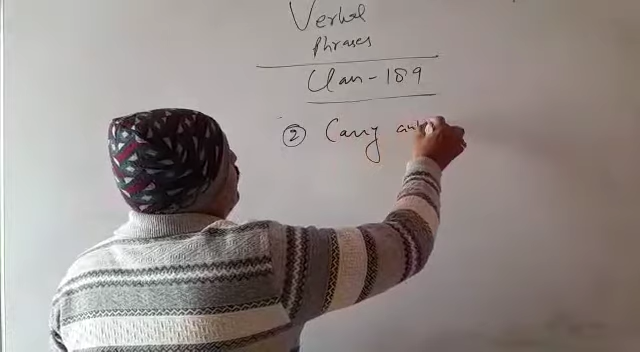 Verbal
Phrases
Class - 189
② Carry